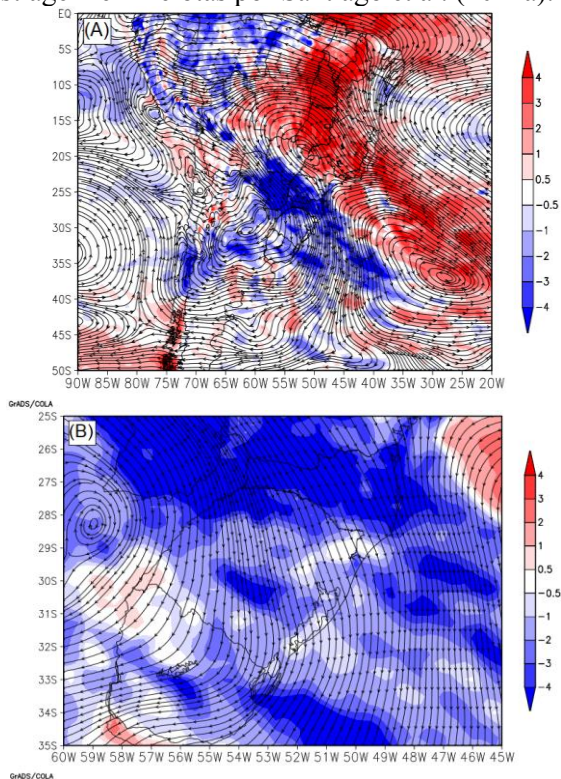 (A)
EQ
5S
10S
15S
20S
25S
30S
35S
40S
45S
50S
90W 85W 80W 75W 70W 65W 60W 55W 50W 45W 40W 35W 30W 25W 20W
4
3
2
1
0.5
-0.5
-1
-2
-3
-4
GrADS/COLA
(B)
25S
26S
27S
28S
29S
30S
31S
32S
33S
34S
35S
60W 59W 58W 57W 56W 55W 54W 53W 52W 51W 50W 49W 48W 47W 46W 45W
4
3
2
1
0.5
-0.5
-1
-2
-3
-4
GrADS/COLA